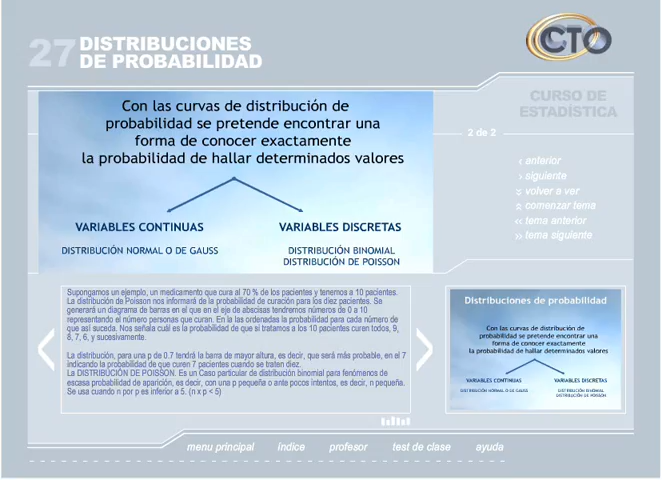 27 DISTRIBUCIONES
DE PROBABILIDAD
CTO
CURSO DE
ESTADÍSTICA
2 de 2
‹ anterior
› siguiente
volver a ver
comenzar tema
‹‹ tema anterior
›› tema siguiente
Con las curvas de distribución de
probabilidad se pretende encontrar una
forma de conocer exactamente
la probabilidad de hallar determinados valores
VARIABLES CONTINUAS
VARIABLES DISCRETAS
DISTRIBUCIÓN NORMAL O DE GAUSS
DISTRIBUCIÓN BINOMIAL
DISTRIBUCIÓN DE POISSON
Supongamos un ejemplo, un medicamento que cura al 70 % de los pacientes y tenemos a 10 pacientes.
La distribución de Poisson nos informará de la probabilidad de curación para los diez pacientes. Se
generará un diagrama de barras en el que en el eje de abscisas tendremos números de 0 a 10
representando el número personas que curan. En la las ordenadas la probabilidad para cada número de
que así suceda. Nos señala cuál es la probabilidad de que si tratamos a los 10 pacientes curen todos, 9,
8, 7, 6, y sucesivamente.
La distribución, para una p de 0.7 tendrá la barra de mayor altura, es decir, que será más probable, en el 7
indicando la probabilidad de que curen 7 pacientes cuando se traten diez.
La DISTRIBUCIÓN DE POISSON. Es un Caso particular de distribución binomial para fenómenos de
escasa probabilidad de aparición, es decir, con una p pequeña o ante pocos intentos, es decir, n pequeña.
Se usa cuando n por p es inferior a 5. (n x p < 5)
Distribuciones de probabilidad
Con las curvas de distribución de
probabilidad se pretende encontrar una
forma de conocer exactamente
la probabilidad de hallar determinados valores
VARIABLES CONTINUAS
VARIABLES DISCRETAS
DISTRIBUCIÓN NORMAL O DE GAUSS
DISTRIBUCIÓN BINOMIAL
DISTRIBUCIÓN DE POISSON
menu principal
índice
profesor
test de clase
ayuda